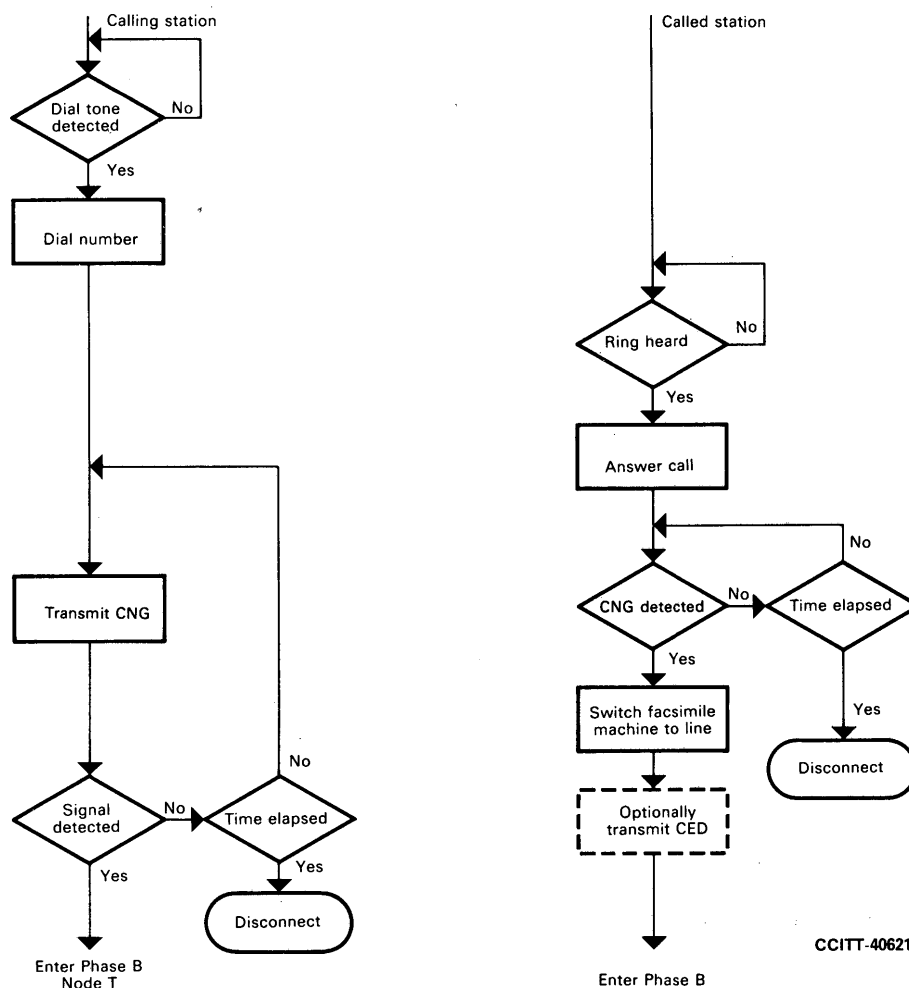 Calling station
Dial tone
detected
No
Yes
Dial number
Transmit CNG
No
Signal
detected
No
Time elapsed
Yes
Yes
Disconnect
Enter Phase B
Node T
Called station
Ring heard
No
Yes
Answer call
No
CNG detected
No
Time elapsed
Yes
Yes
Switch facsimile
machine to line
Disconnect
Optionally
transmit CED
Enter Phase B
CCITT-40621